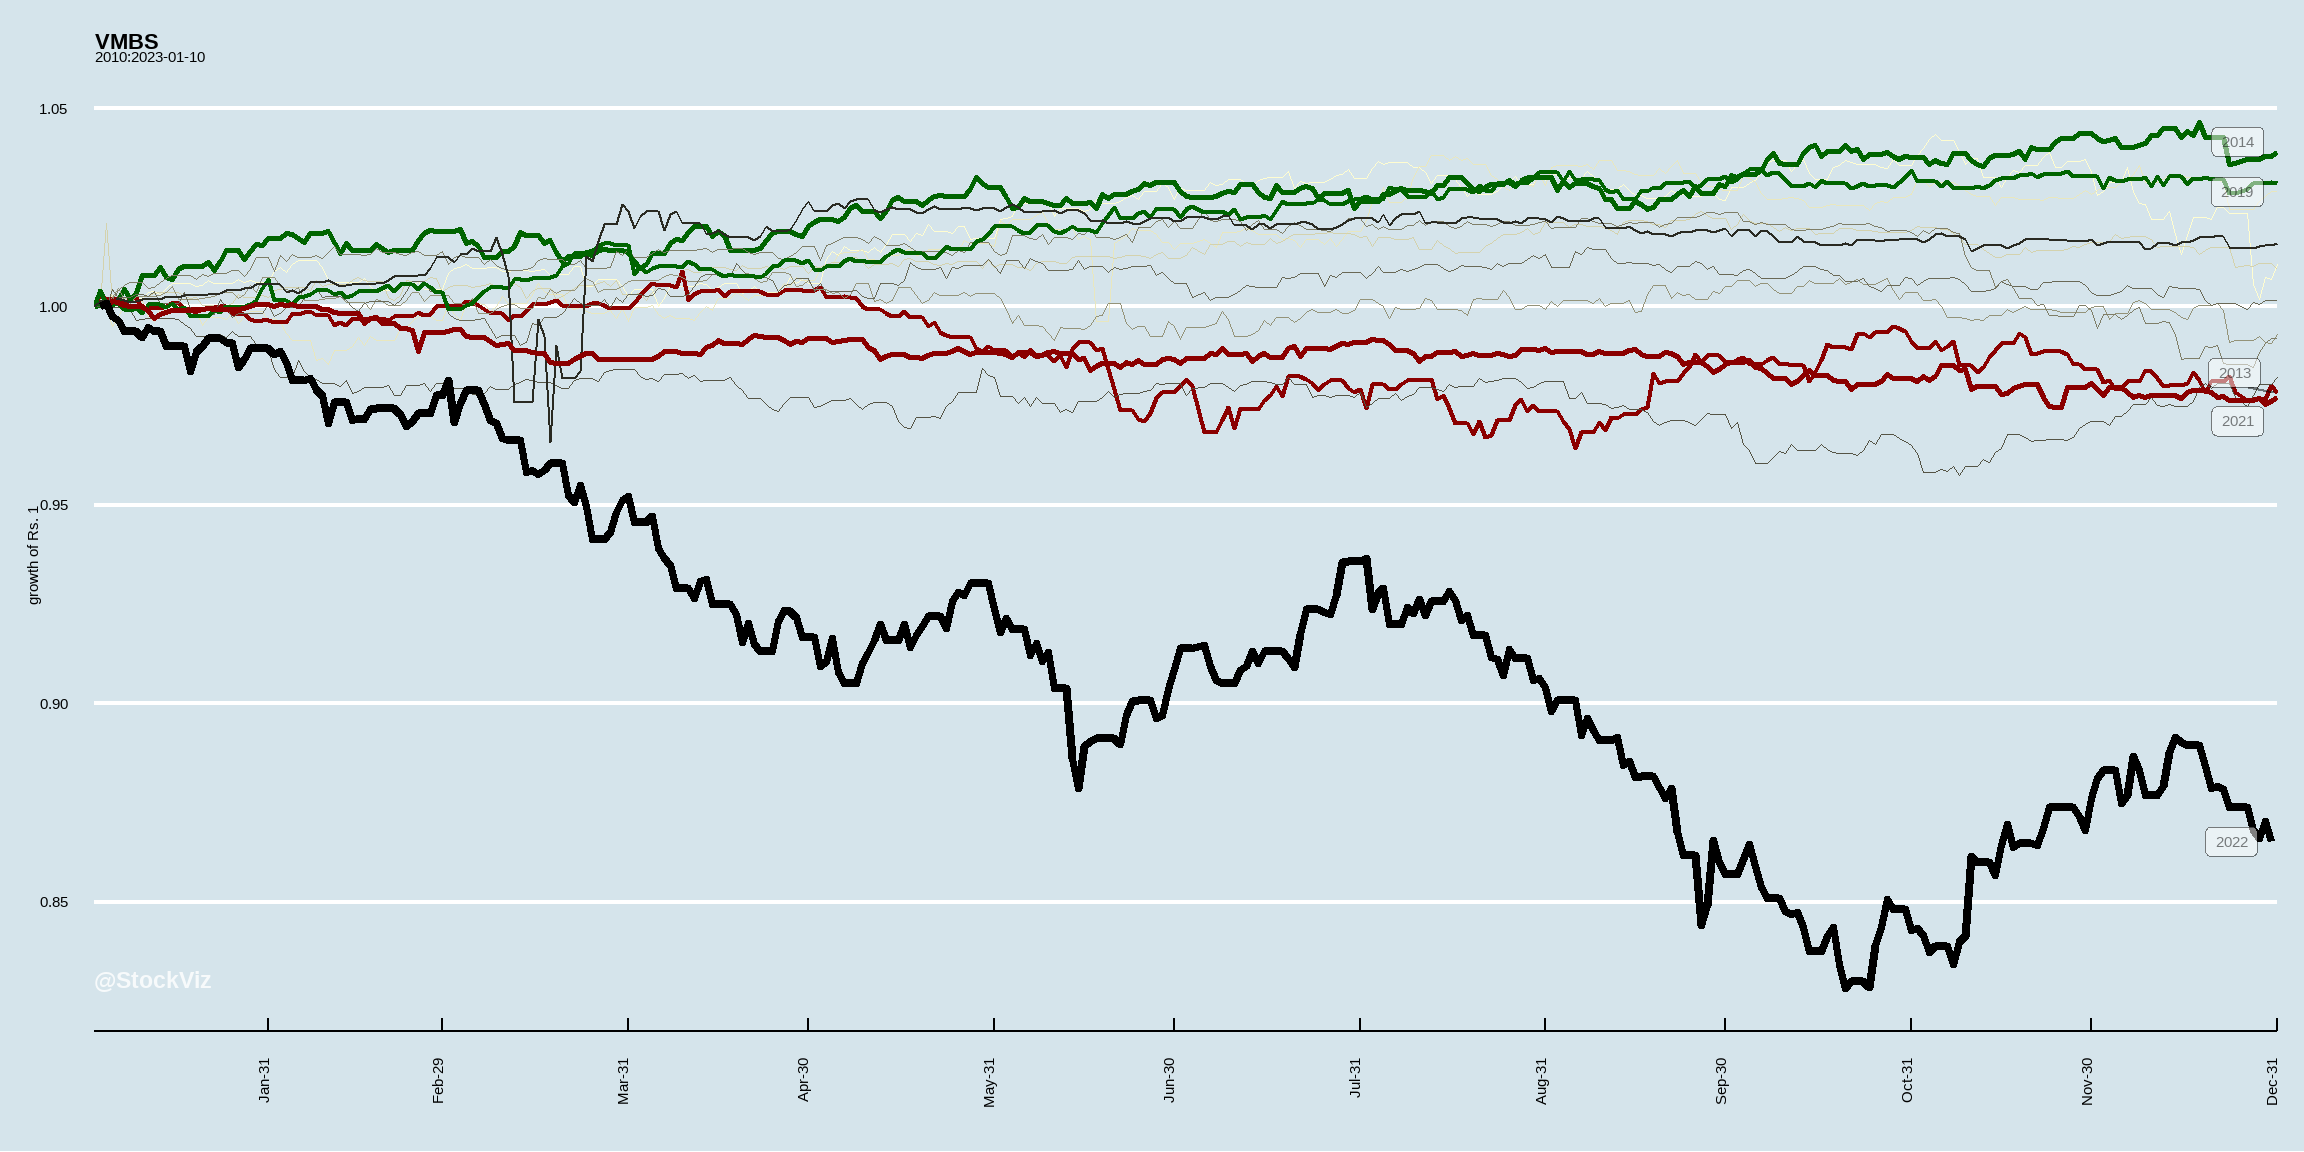 VMBS
2010:2023-01-10
1.05
1.00
0.95
0.90
0.85
growth of Rs. 1
2014
2019
2013
2021
2022
@StockViz
Jan-31
Feb-29
Mar-31
Apr-30
May-31
Jun-30
Jul-31
Aug-31
Sep-30
Oct-31
Nov-30
Dec-31